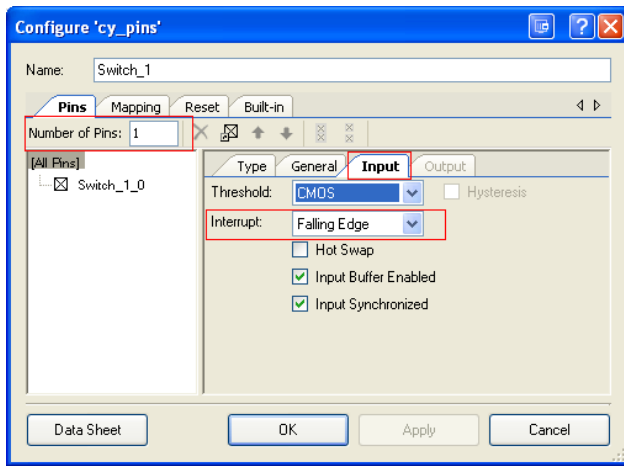 Configure 'cy_pins'
Name: Switch_1
Pins Mapping Reset Built-in
Number of Pins: 1
[All Pins]
Switch_1_0
Type General Input Output
Threshold: CMOS Hysteresis
Interrupt: Falling Edge
Hot Swap
Input Buffer Enabled
Input Synchronized
Data Sheet OK Apply Cancel